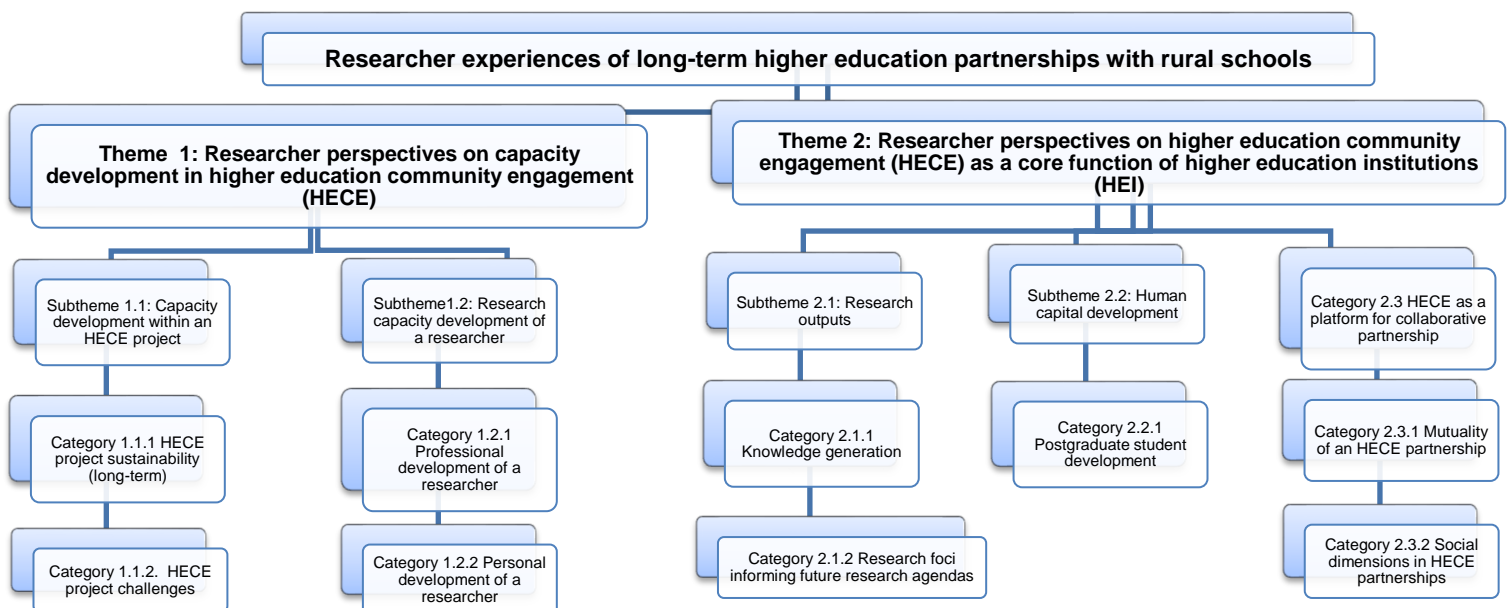 Researcher experiences of long-term higher education partnerships with rural schools
Theme 1: Researcher perspectives on capacity
development in higher education community engagement
(HECE)
Theme 2: Researcher perspectives on higher education community
engagement (HECE) as a core function of higher education institutions
(HEI)
Subtheme 1.1: Capacity
development within an
HECE project
Subtheme1.2: Research
capacity development of
a researcher
Subtheme 2.1: Research
outputs
Subtheme 2.2: Human
capital development
Category 2.3 HECE as a
platform for collaborative
partnership
Category 1.1.1 HECE
project sustainability
(long-term)
Category 1.2.1
Professional
development of a
researcher
Category 2.1.1
Knowledge generation
Category 2.2.1
Postgraduate student
development
Category 2.3.1 Mutuality
of an HECE partnership
Category 1.1.2. HECE
project challenges
Category 1.2.2 Personal
development of a
researcher
Category 2.1.2 Research foci
informing future research agendas
Category 2.3.2 Social
dimensions in HECE
partnerships